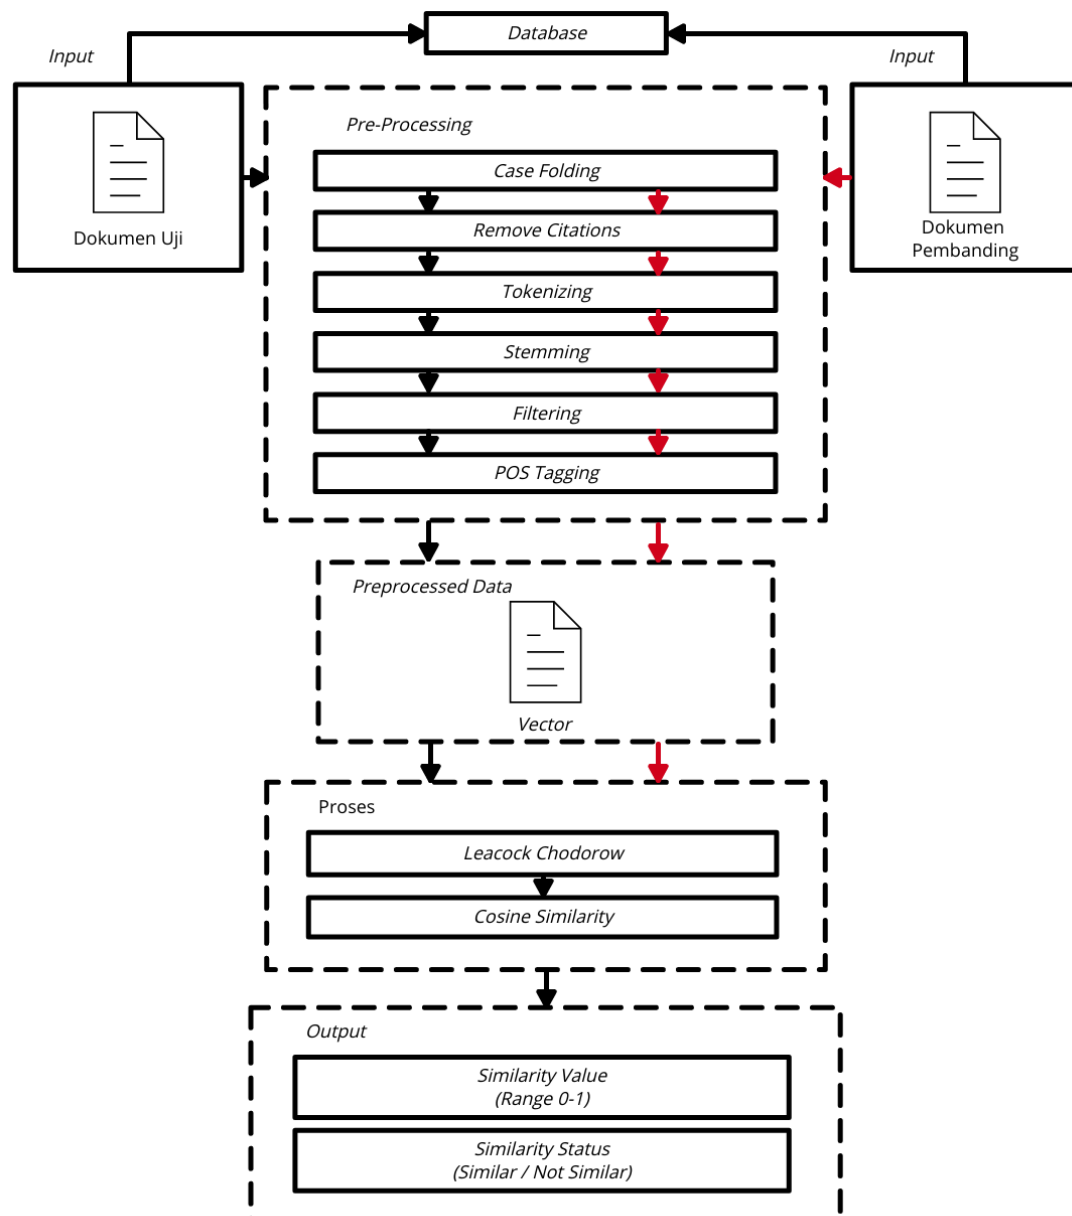 Database
Input
Input
Dokumen Uji
Dokumen
Pembanding
Pre-Processing
Case Folding
Remove Citations
Tokenizing
Stemming
Filtering
POS Tagging
Preprocessed Data
Vector
Proses
Leacock Chodorow
Cosine Similarity
Output
Similarity Value
(Range 0-1)
Similarity Status
(Similar / Not Similar)